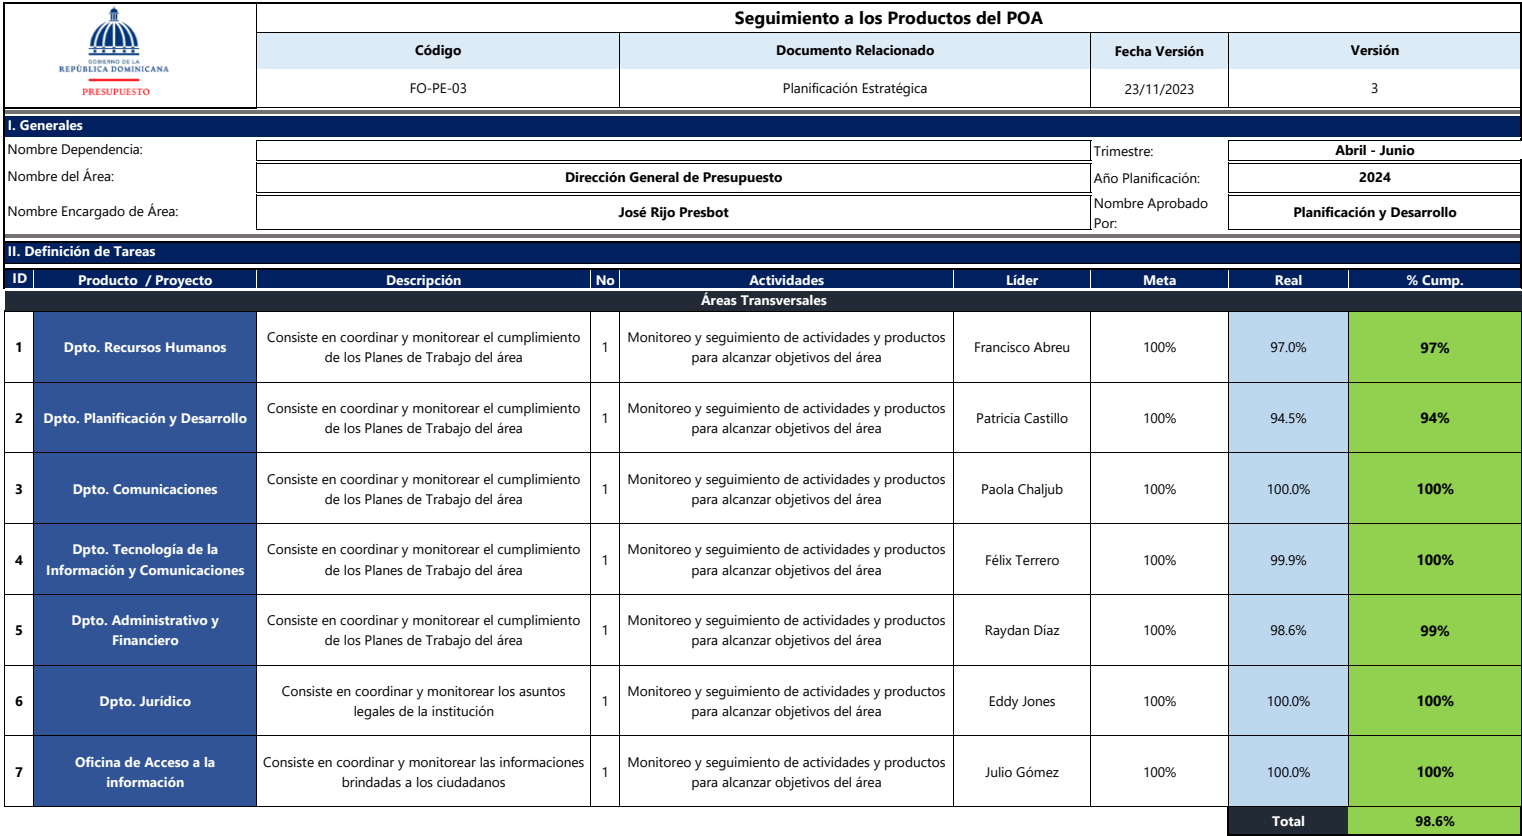 Seguimiento a los Productos del POA
GOBIERNO DE LA
REPÚBLICA DOMINICANA
PRESUPUESTO
Código Documento Relacionado Fecha Versión Versión
FO-PE-03 Planificación Estratégica 23/11/2023 3
I. Generales
Nombre Dependencia: Trimestre: Abril - Junio
Nombre del Área: Dirección General de Presupuesto Año Planificación: 2024
Nombre Encargado de Área: José Rijo Presbot Nombre Aprobado
Por: Planificación y Desarrollo
II. Definición de Tareas
ID Producto / Proyecto Descripción No Actividades Líder Meta Real % Cump.
Áreas Transversales
1 Dpto. Recursos Humanos Consiste en coordinar y monitorear el cumplimiento
de los Planes de Trabajo del área 1 Monitoreo y seguimiento de actividades y productos
para alcanzar objetivos del área Francisco Abreu 100% 97.0% 97%
2 Dpto. Planificación y Desarrollo Consiste en coordinar y monitorear el cumplimiento
de los Planes de Trabajo del área 1 Monitoreo y seguimiento de actividades y productos
para alcanzar objetivos del área Patricia Castillo 100% 94.5% 94%
3 Dpto. Comunicaciones Consiste en coordinar y monitorear el cumplimiento
de los Planes de Trabajo del área 1 Monitoreo y seguimiento de actividades y productos
para alcanzar objetivos del área Paola Chaljub 100% 100.0% 100%
4 Dpto. Tecnología de la
Información y Comunicaciones Consiste en coordinar y monitorear el cumplimiento
de los Planes de Trabajo del área 1 Monitoreo y seguimiento de actividades y productos
para alcanzar objetivos del área Félix Terrero 100% 99.9% 100%
5 Dpto. Administrativo y
Financiero Consiste en coordinar y monitorear el cumplimiento
de los Planes de Trabajo del área 1 Monitoreo y seguimiento de actividades y productos
para alcanzar objetivos del área Raydan Díaz 100% 98.6% 99%
6 Dpto. Jurídico Consiste en coordinar y monitorear los asuntos
legales de la institución 1 Monitoreo y seguimiento de actividades y productos
para alcanzar objetivos del área Eddy Jones 100% 100.0% 100%
7 Oficina de Acceso a la
información Consiste en coordinar y monitorear las informaciones
brindadas a los ciudadanos 1 Monitoreo y seguimiento de actividades y productos
para alcanzar objetivos del área Julio Gómez 100% 100.0% 100%
Total 98.6%